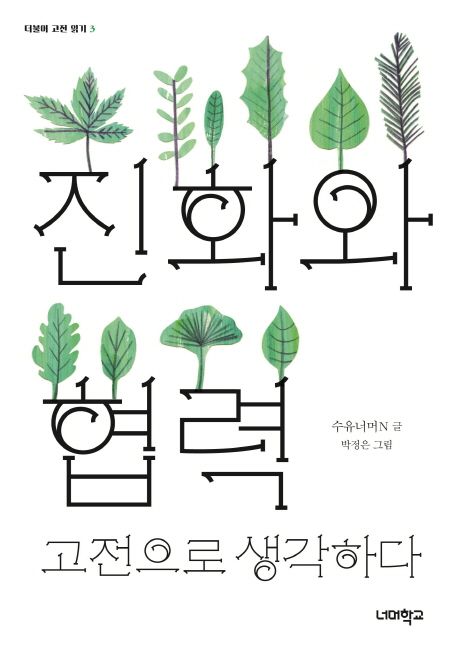 더불어 고전 읽기 3
진화와
협력
수유너머N 글
박정은 그림
고전으로 생각하다
너머학교